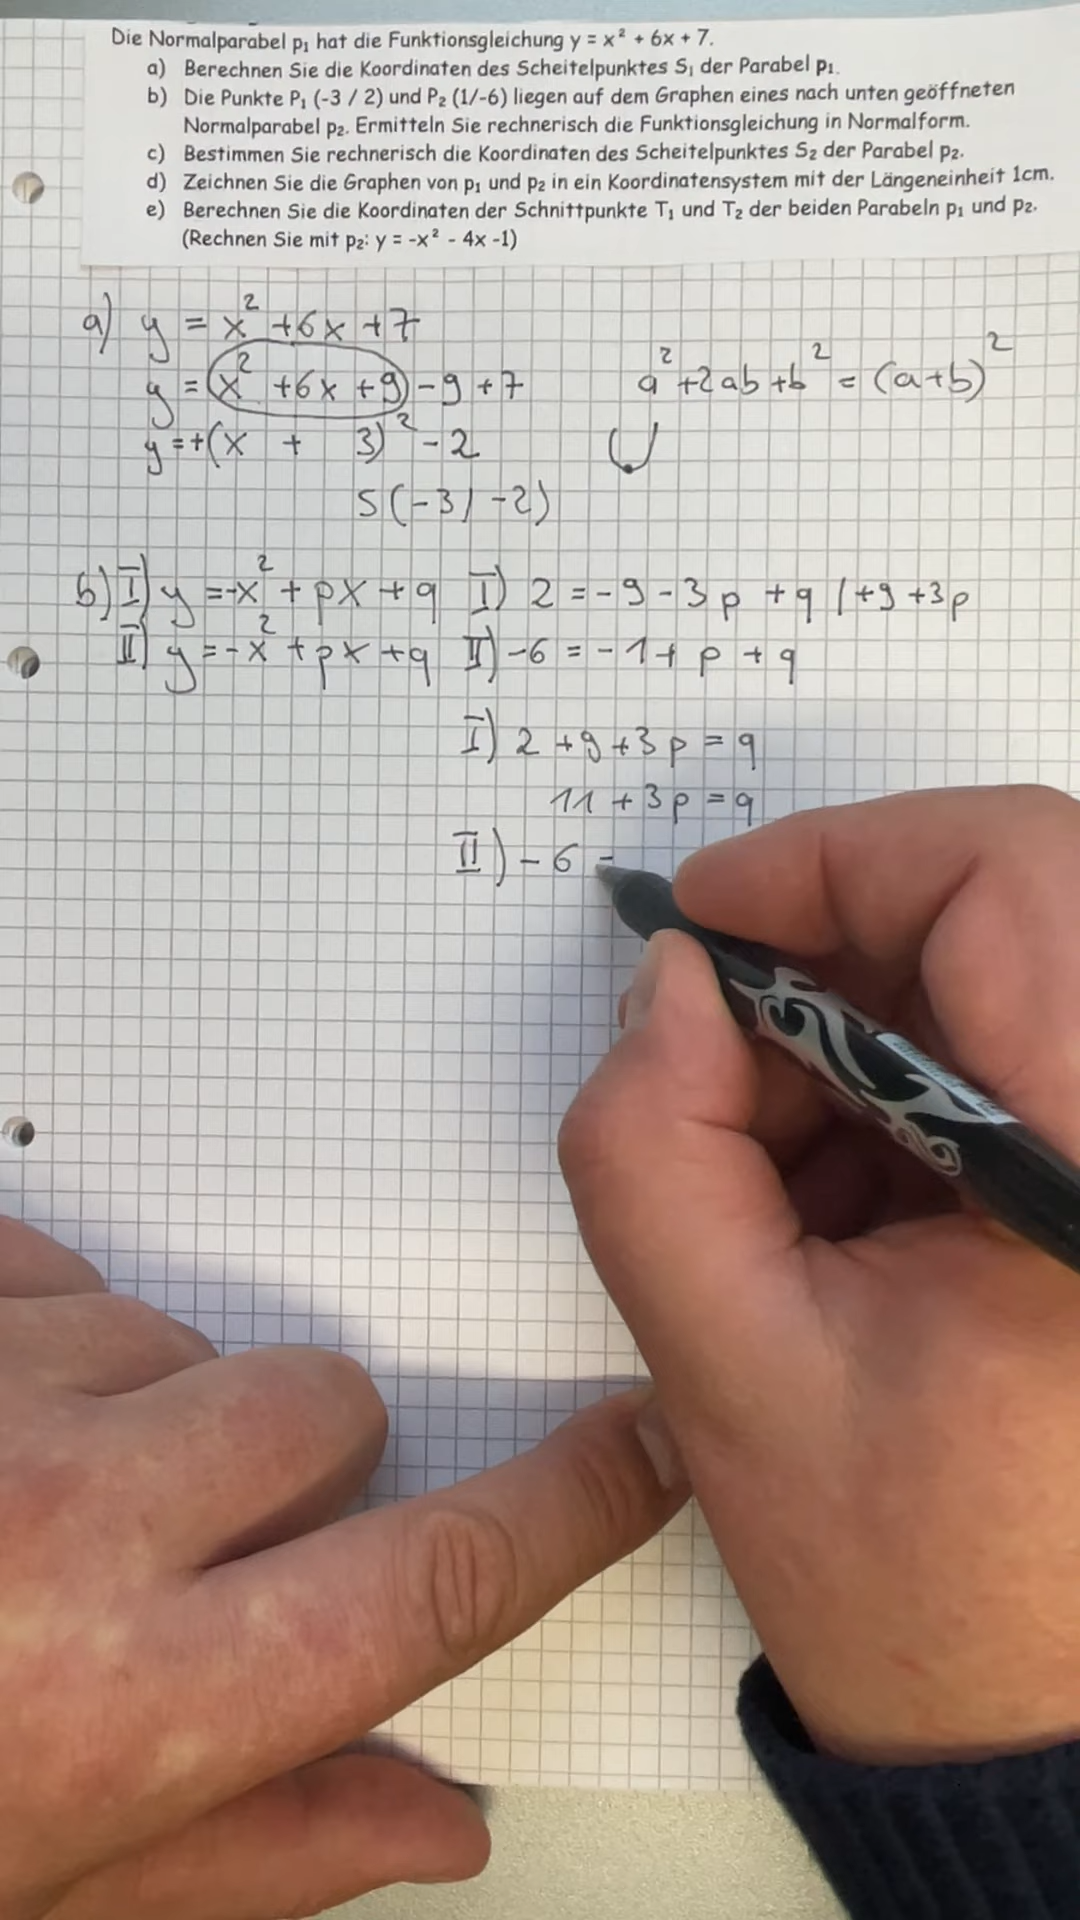 Die Normalparabel p₁ hat die Funktionsgleichung y = x² + 6x + 7.
a) Berechnen Sie die Koordinaten des Scheitelpunktes S₁ der Parabel p₁.
b) Die Punkte P₁ (-3 / 2) und P₂ (1/-6) liegen auf dem Graphen eines nach unten geöffneten
Normalparabel p₂. Ermitteln Sie rechnerisch die Funktionsgleichung in Normalform.
c) Bestimmen Sie rechnerisch die Koordinaten des Scheitelpunktes S₂ der Parabel p₂.
d) Zeichnen Sie die Graphen von p₁ und p₂ in ein Koordinatensystem mit der Längeneinheit 1cm.
e) Berechnen Sie die Koordinaten der Schnittpunkte T₁ und T₂ der beiden Parabeln p₁ und p₂.
(Rechnen Sie mit p₂: y = -x² - 4x -1)
a) y = x² + 6x + 7
y = (x² + 6x + 9) - 9 + 7 a² + 2ab + b² = (a+b)²
y = +(x + 3)² - 2
S(-3/ -2)
b) I) y = -x² + px + q I) 2 = -9 - 3p + q | +9 +3p
II) y = -x² + px + q II) -6 = -1 + p + q
I) 2 + 9 + 3p = q
11 + 3p = q
II) -6 -